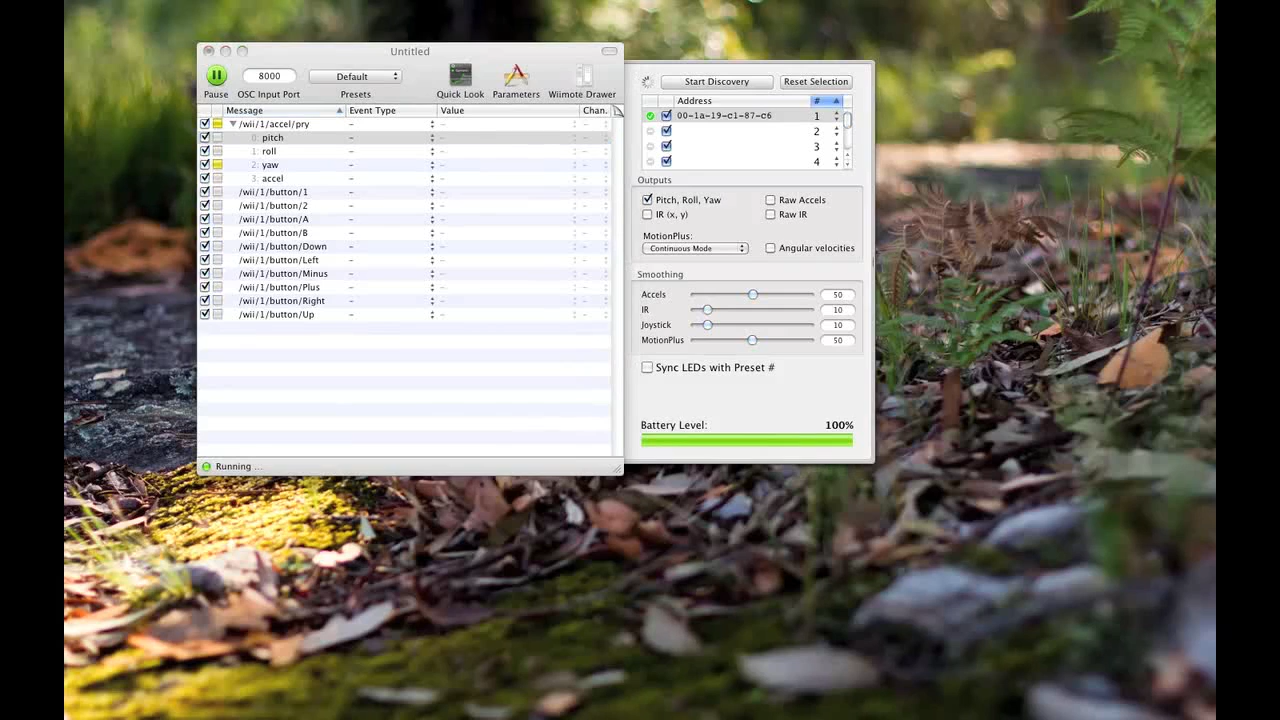 Untitled
8000 Default
Pause OSC Input Port Presets Quick Look Parameters Wiimote Drawer
Message Event Type Value Chan.
/wii/1/accel/pry –
0. pitch –
1. roll –
2. yaw –
3. accel –
/wii/1/button/1 –
/wii/1/button/2 –
/wii/1/button/A –
/wii/1/button/B –
/wii/1/button/Down –
/wii/1/button/Left –
/wii/1/button/Minus –
/wii/1/button/Plus –
/wii/1/button/Right –
/wii/1/button/Up –
Running ...
Start Discovery Reset Selection
Address #
00-1a-19-c1-87-c6 1
2
3
4
Outputs
Pitch, Roll, Yaw Raw Accels
IR (x, y) Raw IR
MotionPlus:
Continuous Mode Angular velocities
Smoothing
Accels 50
IR 10
Joystick 10
MotionPlus 50
Sync LEDs with Preset #
Battery Level: 100%